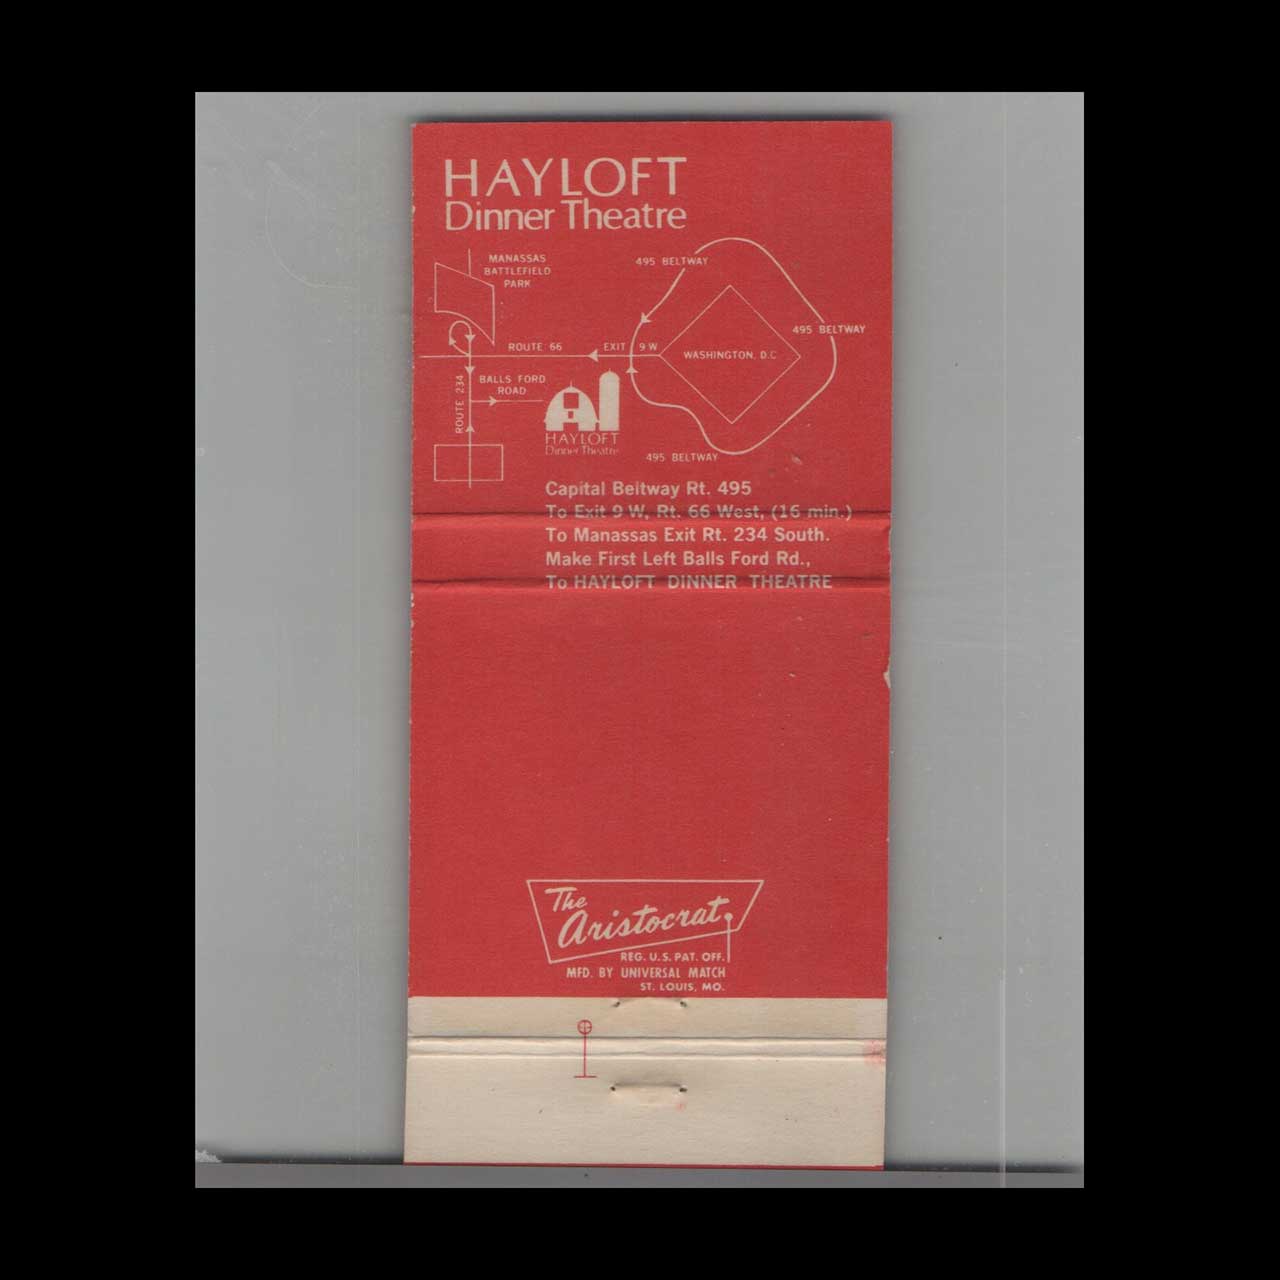 HAYLOFT
Dinner Theatre
MANASSAS
BATTLEFIELD
PARK
495 BELTWAY
495 BELTWAY
ROUTE 66
EXIT 9 W
WASHINGTON, D.C.
BALLS FORD
ROAD
ROUTE 234
HAYLOFT
Dinner Theatre
495 BELTWAY
Capital Beltway Rt. 495
To Exit 9 W, Rt. 66 West, (16 min.)
To Manassas Exit Rt. 234 South.
Make First Left Balls Ford Rd.,
To HAYLOFT DINNER THEATRE
The
Aristocrat
REG. U.S. PAT. OFF.
MFD. BY UNIVERSAL MATCH
ST. LOUIS, MO.